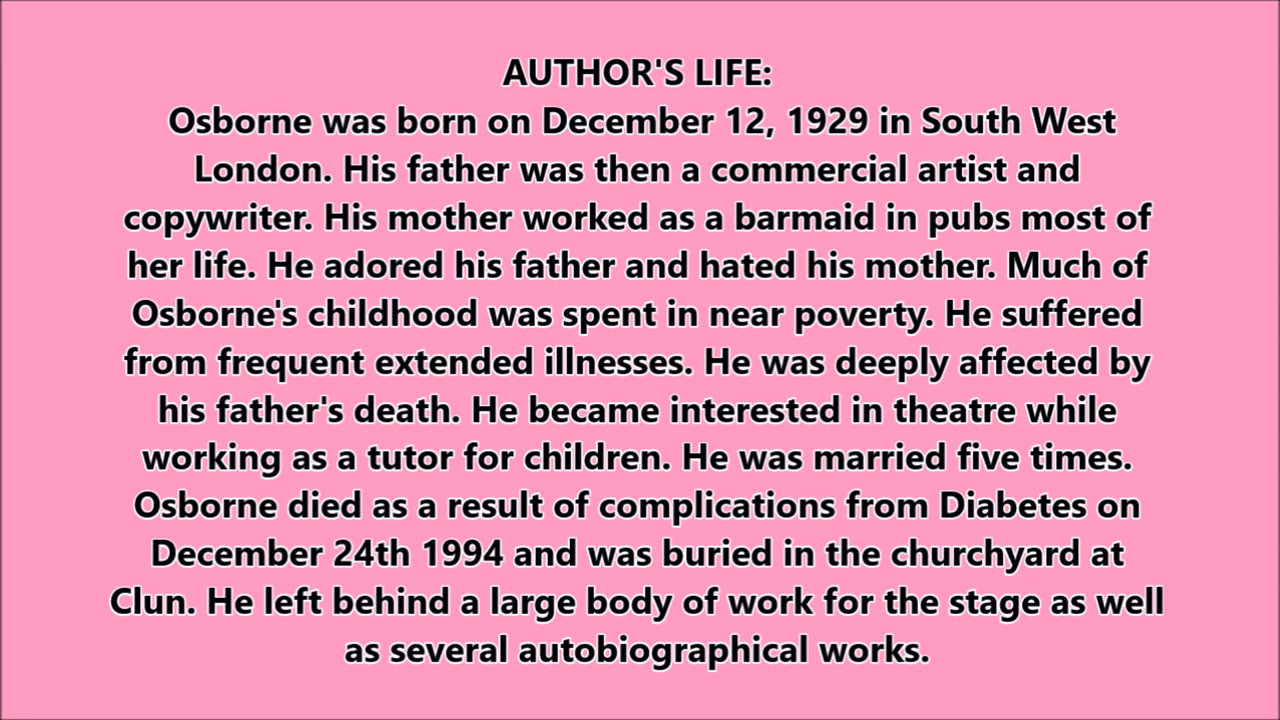 AUTHOR'S LIFE:
Osborne was born on December 12, 1929 in South West
London. His father was then a commercial artist and
copywriter. His mother worked as a barmaid in pubs most of
her life. He adored his father and hated his mother. Much of
Osborne's childhood was spent in near poverty. He suffered
from frequent extended illnesses. He was deeply affected by
his father's death. He became interested in theatre while
working as a tutor for children. He was married five times.
Osborne died as a result of complications from Diabetes on
December 24th 1994 and was buried in the churchyard at
Clun. He left behind a large body of work for the stage as well
as several autobiographical works.